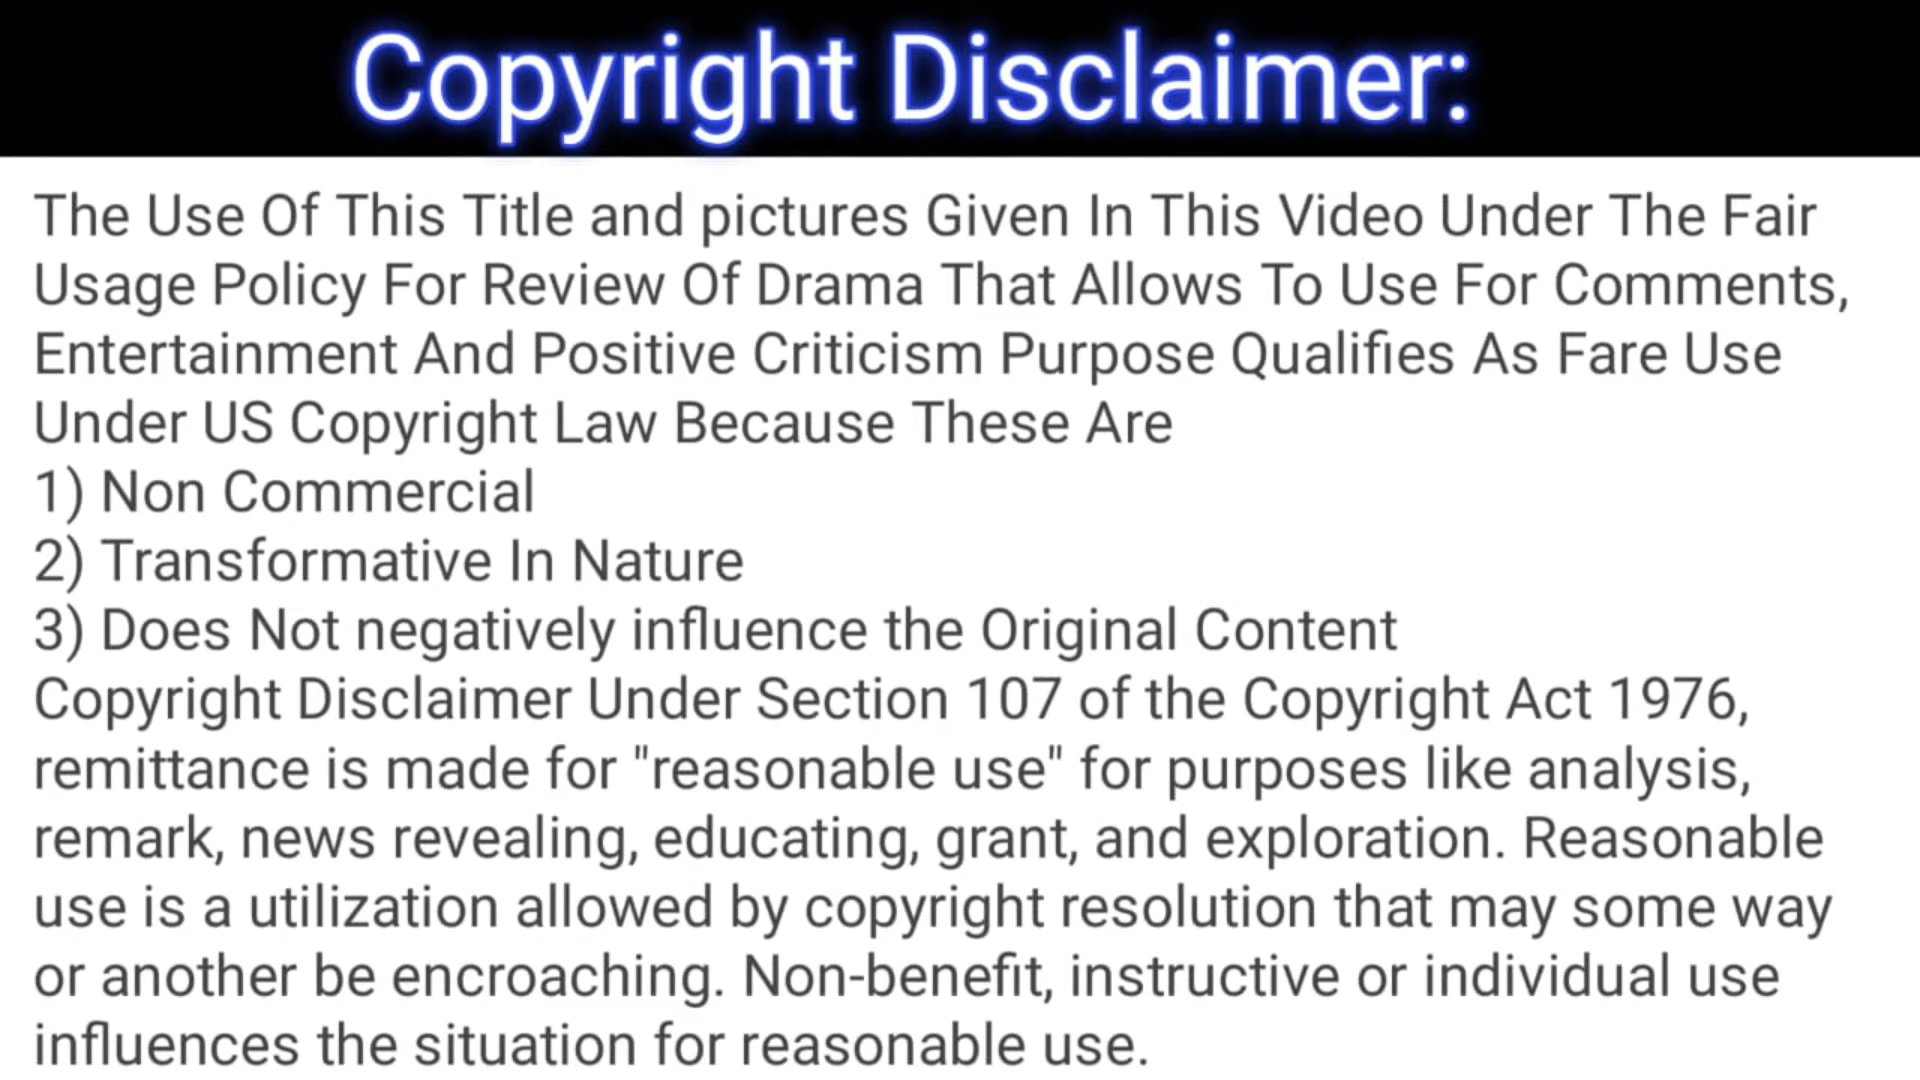 Copyright Disclaimer:
The Use Of This Title and pictures Given In This Video Under The Fair
Usage Policy For Review Of Drama That Allows To Use For Comments,
Entertainment And Positive Criticism Purpose Qualifies As Fare Use
Under US Copyright Law Because These Are
1) Non Commercial
2) Transformative In Nature
3) Does Not negatively influence the Original Content
Copyright Disclaimer Under Section 107 of the Copyright Act 1976,
remittance is made for "reasonable use" for purposes like analysis,
remark, news revealing, educating, grant, and exploration. Reasonable
use is a utilization allowed by copyright resolution that may some way
or another be encroaching. Non-benefit, instructive or individual use
influences the situation for reasonable use.